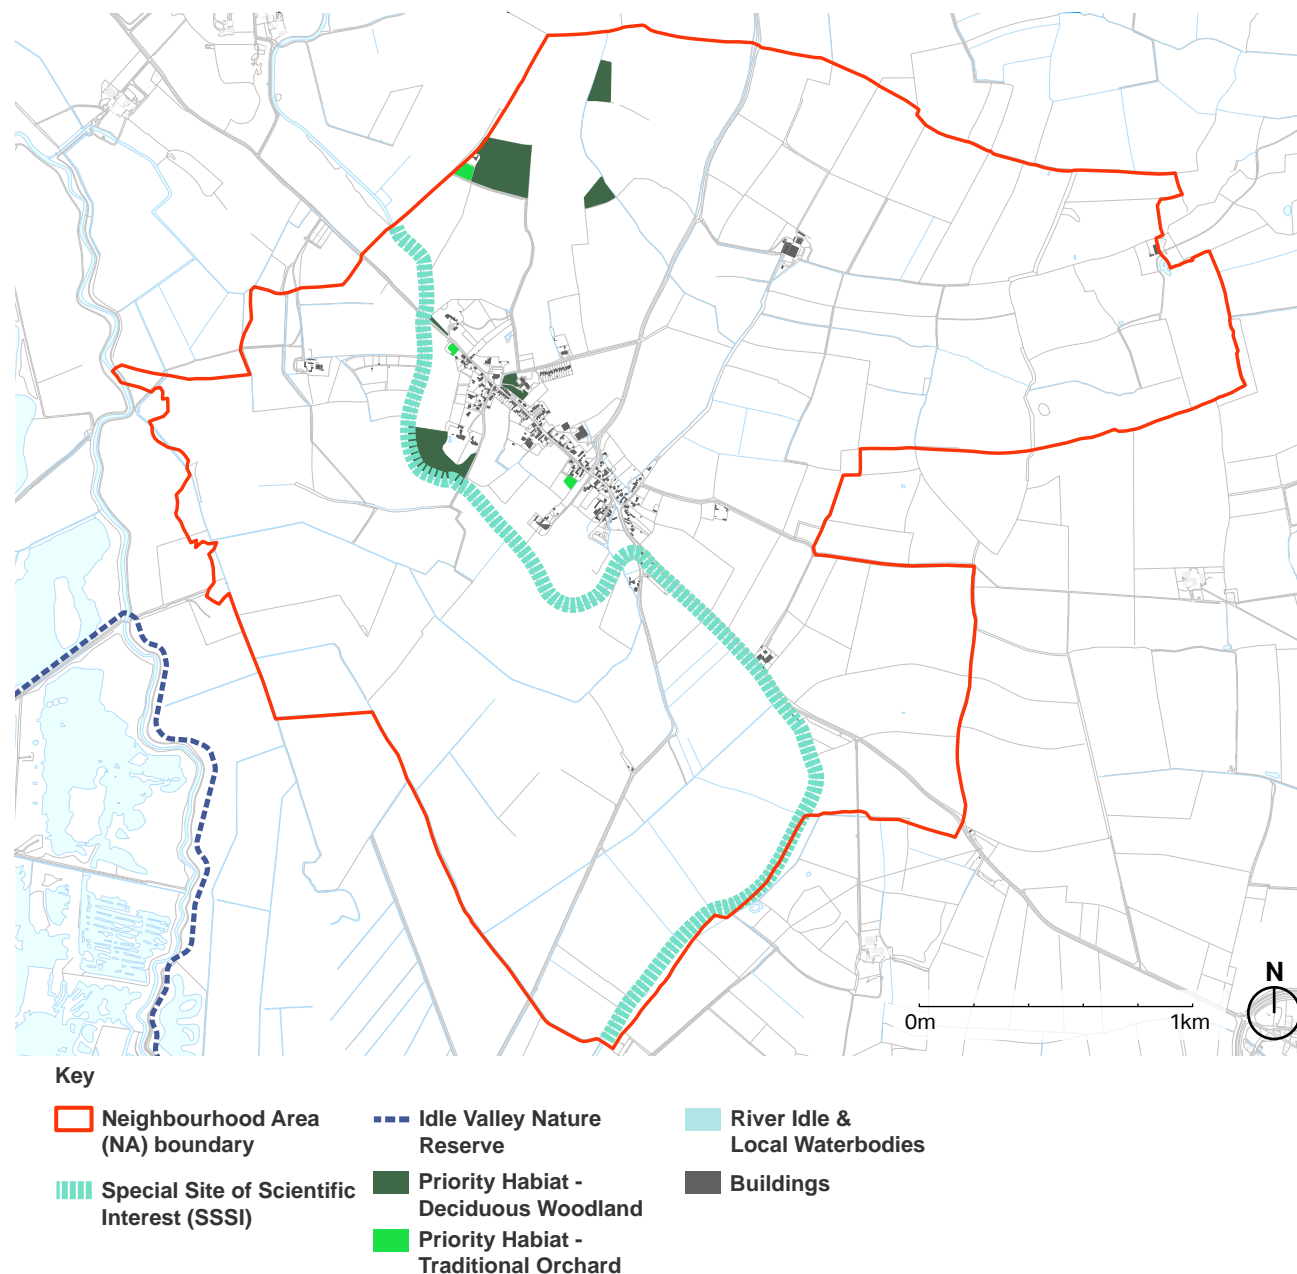 N
0m
1km
Key
Neighbourhood Area
(NA) boundary
Special Site of Scientific
Interest (SSSI)
Idle Valley Nature
Reserve
Priority Habiat -
Deciduous Woodland
Priority Habiat -
Traditional Orchard
River Idle &
Local Waterbodies
Buildings